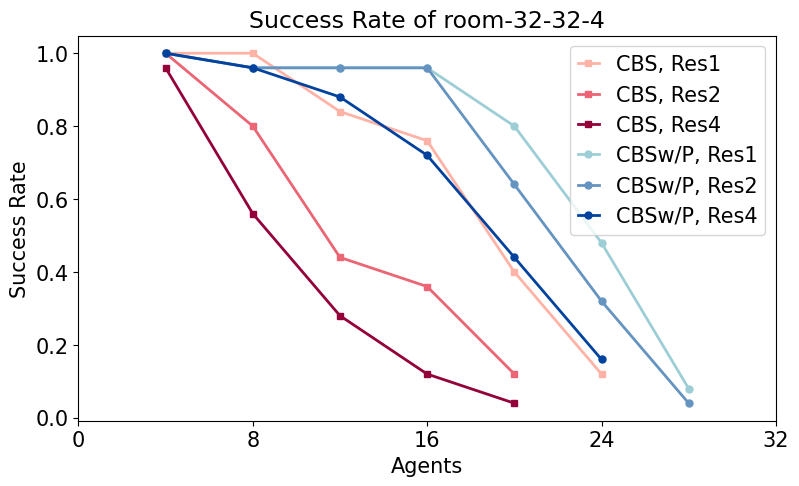 Success Rate of room-32-32-4
1.0
0.8
0.6
0.4
0.2
0.0
Success Rate
CBS, Res1
CBS, Res2
CBS, Res4
CBSw/P, Res1
CBSw/P, Res2
CBSw/P, Res4
0
8
16
24
32
Agents